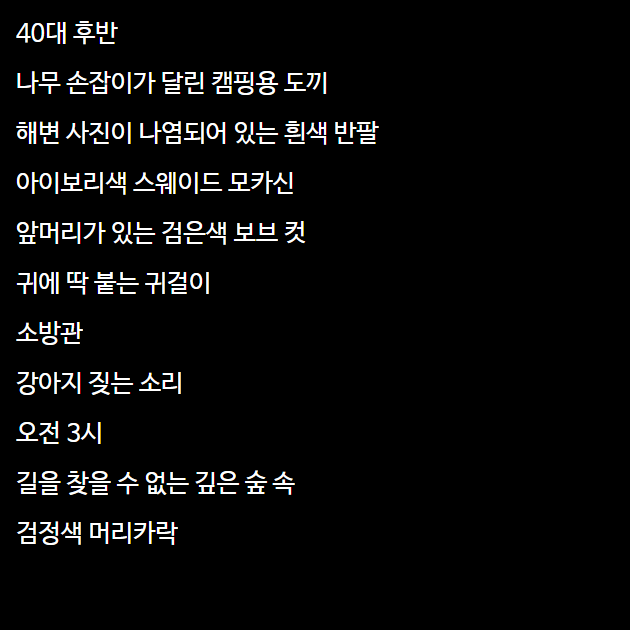 40대 후반
나무 손잡이가 달린 캠핑용 도끼
해변 사진이 나염되어 있는 흰색 반팔
아이보리색 스웨이드 모카신
앞머리가 있는 검은색 보브 컷
귀에 딱 붙는 귀걸이
소방관
강아지 짖는 소리
오전 3시
길을 찾을 수 없는 깊은 숲 속
검정색 머리카락